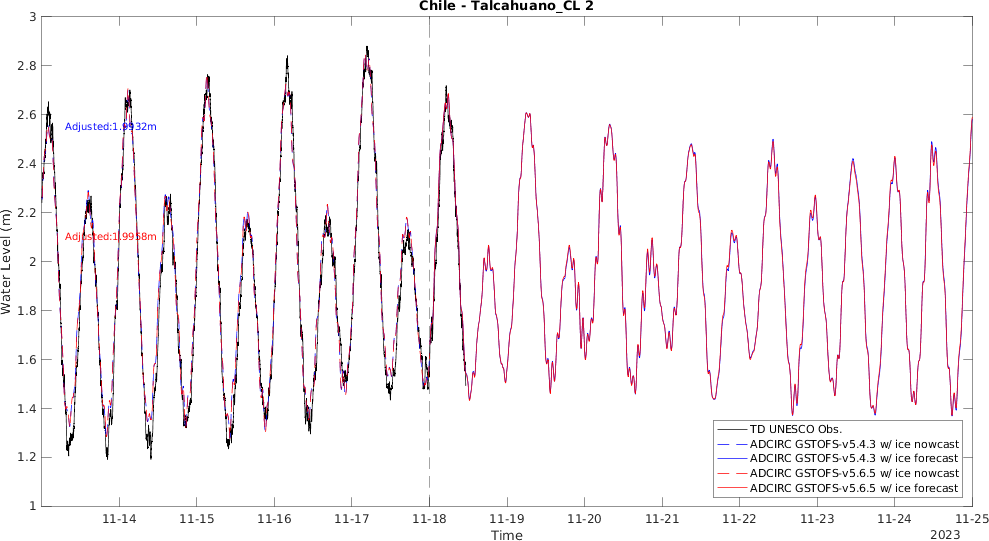 Chile - Talcahuano_CL 2
3
2.8
2.6
2.4
2.2
2
1.8
1.6
1.4
1.2
1
Water Level (m)
Adjusted:1.9932m
Adjusted:1.9958m
TD UNESCO Obs.
ADCIRC GSTOFS-v5.4.3 w/ ice nowcast
ADCIRC GSTOFS-v5.4.3 w/ ice forecast
ADCIRC GSTOFS-v5.6.5 w/ ice nowcast
ADCIRC GSTOFS-v5.6.5 w/ ice forecast
11-14 11-15 11-16 11-17 11-18 11-19 11-20 11-21 11-22 11-23 11-24 11-25
Time
2023